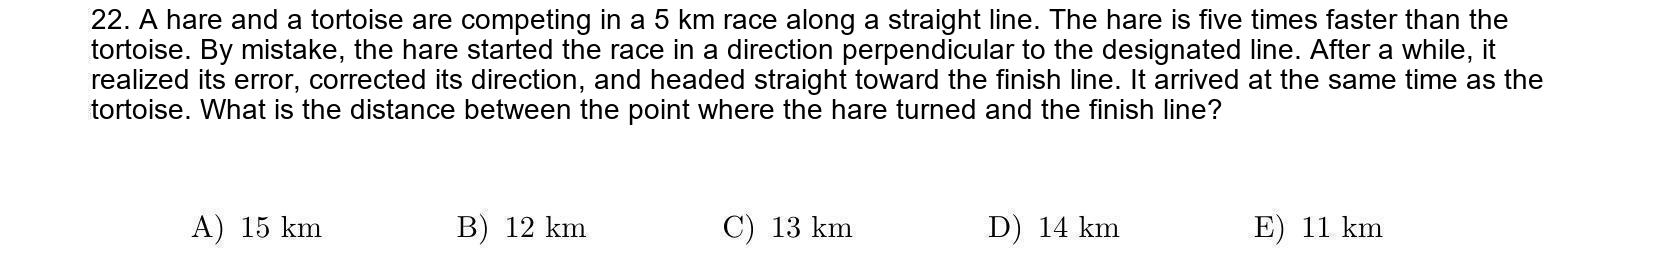 22. A hare and a tortoise are competing in a 5 km race along a straight line. The hare is five times faster than the
tortoise. By mistake, the hare started the race in a direction perpendicular to the designated line. After a while, it
realized its error, corrected its direction, and headed straight toward the finish line. It arrived at the same time as the
tortoise. What is the distance between the point where the hare turned and the finish line?
A) 15 km B) 12 km C) 13 km D) 14 km E) 11 km